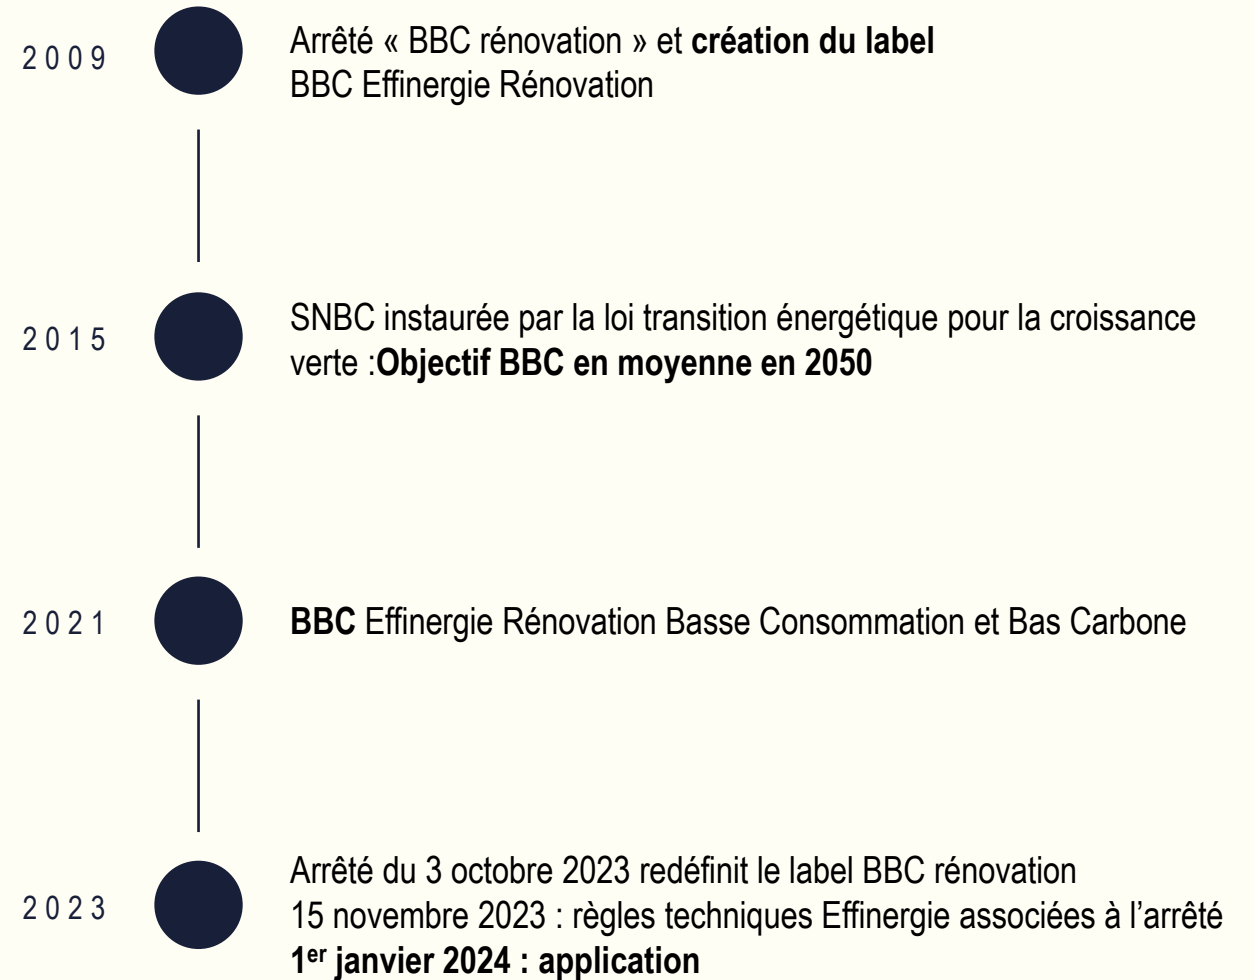 2009
Arrêté « BBC rénovation » et création du label
BBC Effinergie Rénovation
2015
SNBC instaurée par la loi transition énergétique pour la croissance
verte :Objectif BBC en moyenne en 2050
2021
BBC Effinergie Rénovation Basse Consommation et Bas Carbone
2023
Arrêté du 3 octobre 2023 redéfinit le label BBC rénovation
15 novembre 2023 : règles techniques Effinergie associées à l’arrêté
1er janvier 2024 : application